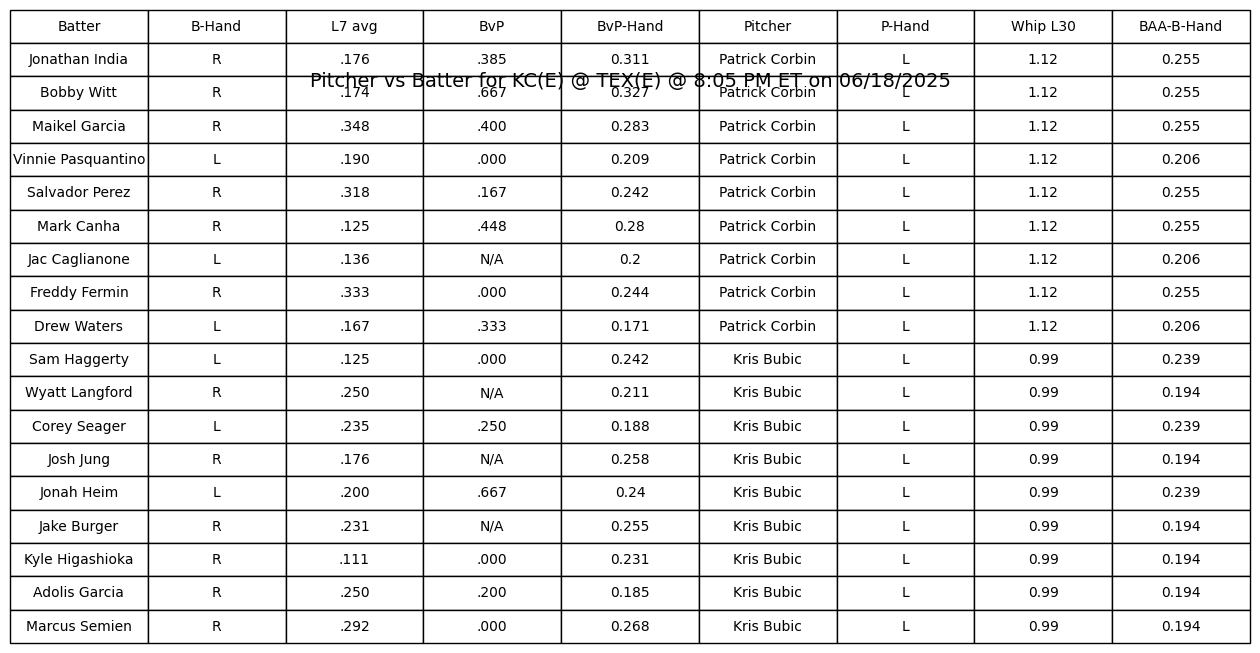 Batter B-Hand L7 avg BvP BvP-Hand Pitcher P-Hand Whip L30 BAA-B-Hand
Jonathan India R .176 .385 0.311 Patrick Corbin L 1.12 0.255
Pitcher vs Batter for KC(E) @ TEX(E) @ 8:05 PM ET on 06/18/2025
Bobby Witt R .174 .667 0.327 Patrick Corbin L 1.12 0.255
Maikel Garcia R .348 .400 0.283 Patrick Corbin L 1.12 0.255
Vinnie Pasquantino L .190 .000 0.209 Patrick Corbin L 1.12 0.206
Salvador Perez R .318 .167 0.242 Patrick Corbin L 1.12 0.255
Mark Canha R .125 .448 0.28 Patrick Corbin L 1.12 0.255
Jac Caglianone L .136 N/A 0.2 Patrick Corbin L 1.12 0.206
Freddy Fermin R .333 .000 0.244 Patrick Corbin L 1.12 0.255
Drew Waters L .167 .333 0.171 Patrick Corbin L 1.12 0.206
Sam Haggerty L .125 .000 0.242 Kris Bubic L 0.99 0.239
Wyatt Langford R .250 N/A 0.211 Kris Bubic L 0.99 0.194
Corey Seager L .235 .250 0.188 Kris Bubic L 0.99 0.239
Josh Jung R .176 N/A 0.258 Kris Bubic L 0.99 0.194
Jonah Heim L .200 .667 0.24 Kris Bubic L 0.99 0.239
Jake Burger R .231 N/A 0.255 Kris Bubic L 0.99 0.194
Kyle Higashioka R .111 .000 0.231 Kris Bubic L 0.99 0.194
Adolis Garcia R .250 .200 0.185 Kris Bubic L 0.99 0.194
Marcus Semien R .292 .000 0.268 Kris Bubic L 0.99 0.194